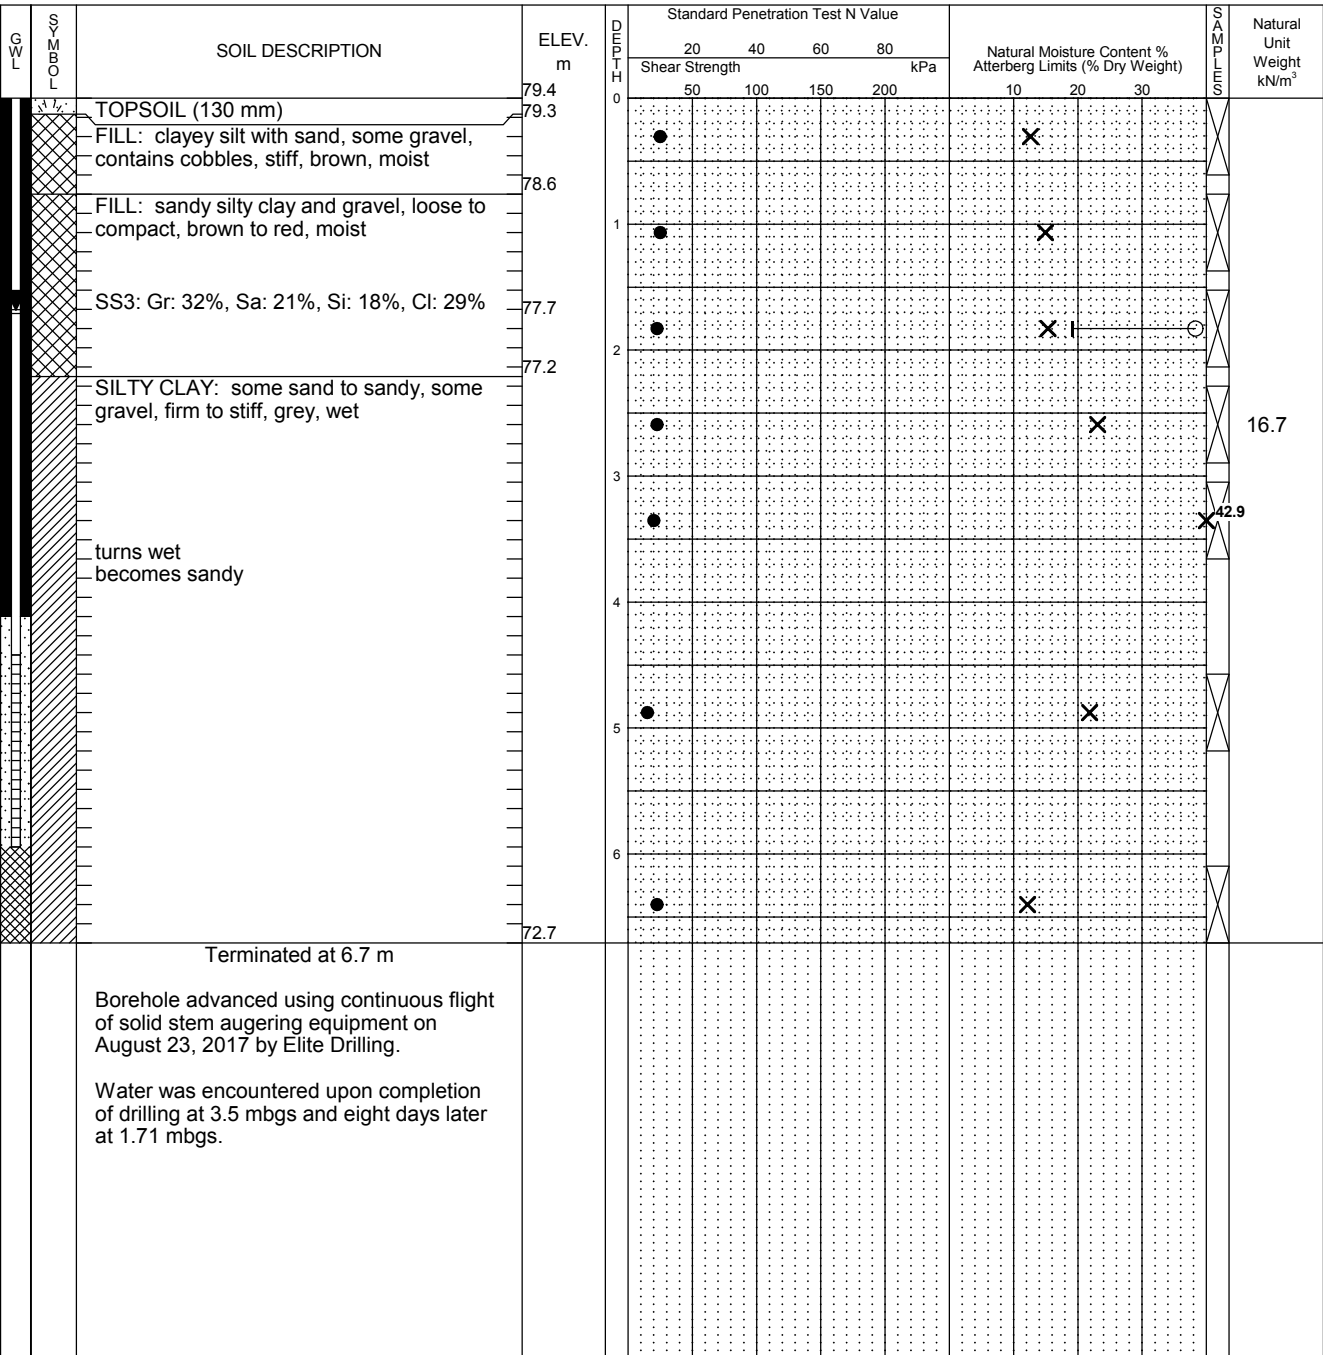 GWL
SYMBOL
SOIL DESCRIPTION
ELEV.
m
DEPTH
Standard Penetration Test N Value
20 40 60 80
Shear Strength kPa
50 100 150 200
Natural Moisture Content %
Atterberg Limits (% Dry Weight)
10 20 30
SAMPLES
Natural
Unit
Weight
kN/m³
79.4
0
TOPSOIL (130 mm)
79.3
FILL: clayey silt with sand, some gravel,
contains cobbles, stiff, brown, moist
78.6
FILL: sandy silty clay and gravel, loose to
compact, brown to red, moist
1
SS3: Gr: 32%, Sa: 21%, Si: 18%, Cl: 29%
77.7
2
77.2
SILTY CLAY: some sand to sandy, some
gravel, firm to stiff, grey, wet
16.7
3
42.9
turns wet
becomes sandy
4
5
6
72.7
Terminated at 6.7 m
Borehole advanced using continuous flight
of solid stem augering equipment on
August 23, 2017 by Elite Drilling.
Water was encountered upon completion
of drilling at 3.5 mbgs and eight days later
at 1.71 mbgs.